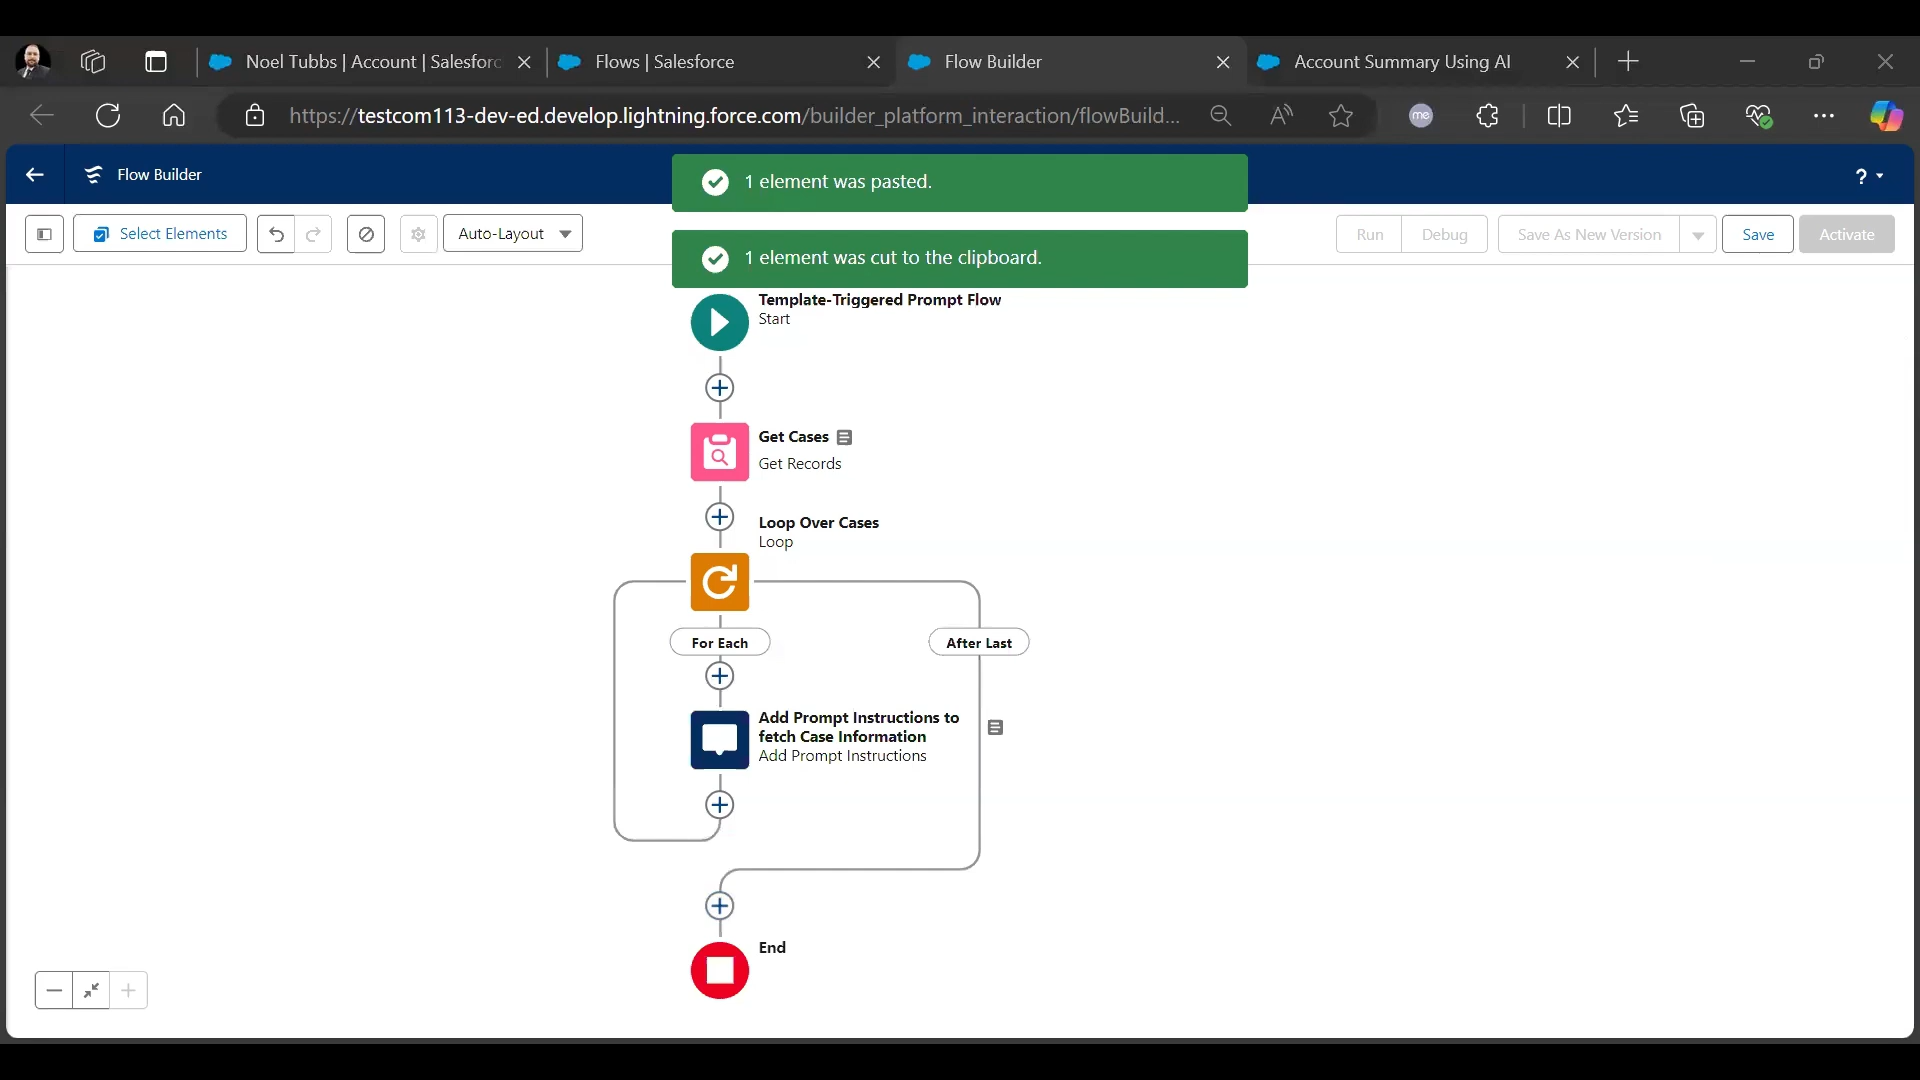 Noel Tubbs | Account | Salesforc
Flows | Salesforce
Flow Builder
Account Summary Using AI
https://testcom113-dev-ed.develop.lightning.force.com/builder_platform_interaction/flowBuild...
me
Flow Builder
1 element was pasted.
?
Select Elements
Auto-Layout
Run
Debug
Save As New Version
Save
Activate
1 element was cut to the clipboard.
Template-Triggered Prompt Flow
Start
Get Cases
Get Records
Loop Over Cases
Loop
For Each
After Last
Add Prompt Instructions to
fetch Case Information
Add Prompt Instructions
End